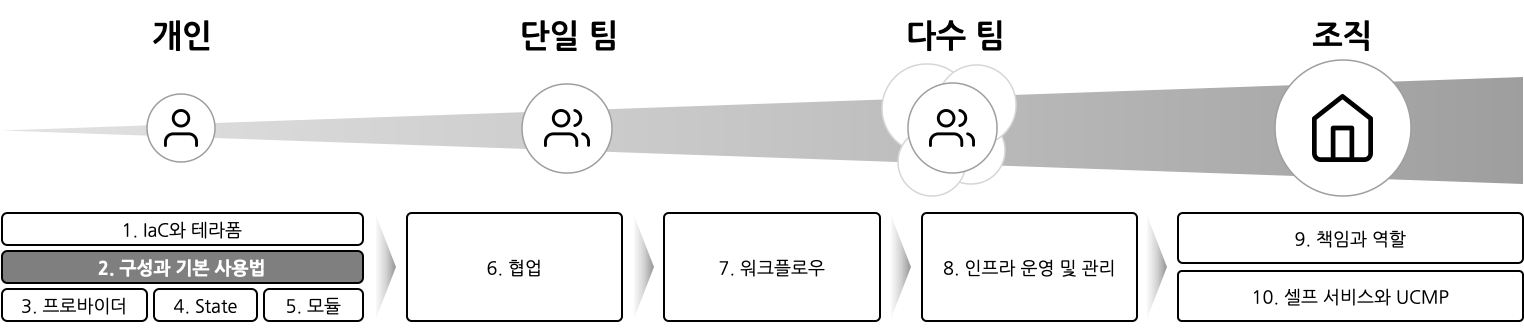 개인
단일 팀
다수 팀
조직
1. IaC와 테라폼
2. 구성과 기본 사용법
3. 프로바이더
4. State
5. 모듈
6. 협업
7. 워크플로우
8. 인프라 운영 및 관리
9. 책임과 역할
10. 셀프 서비스와 UCMP